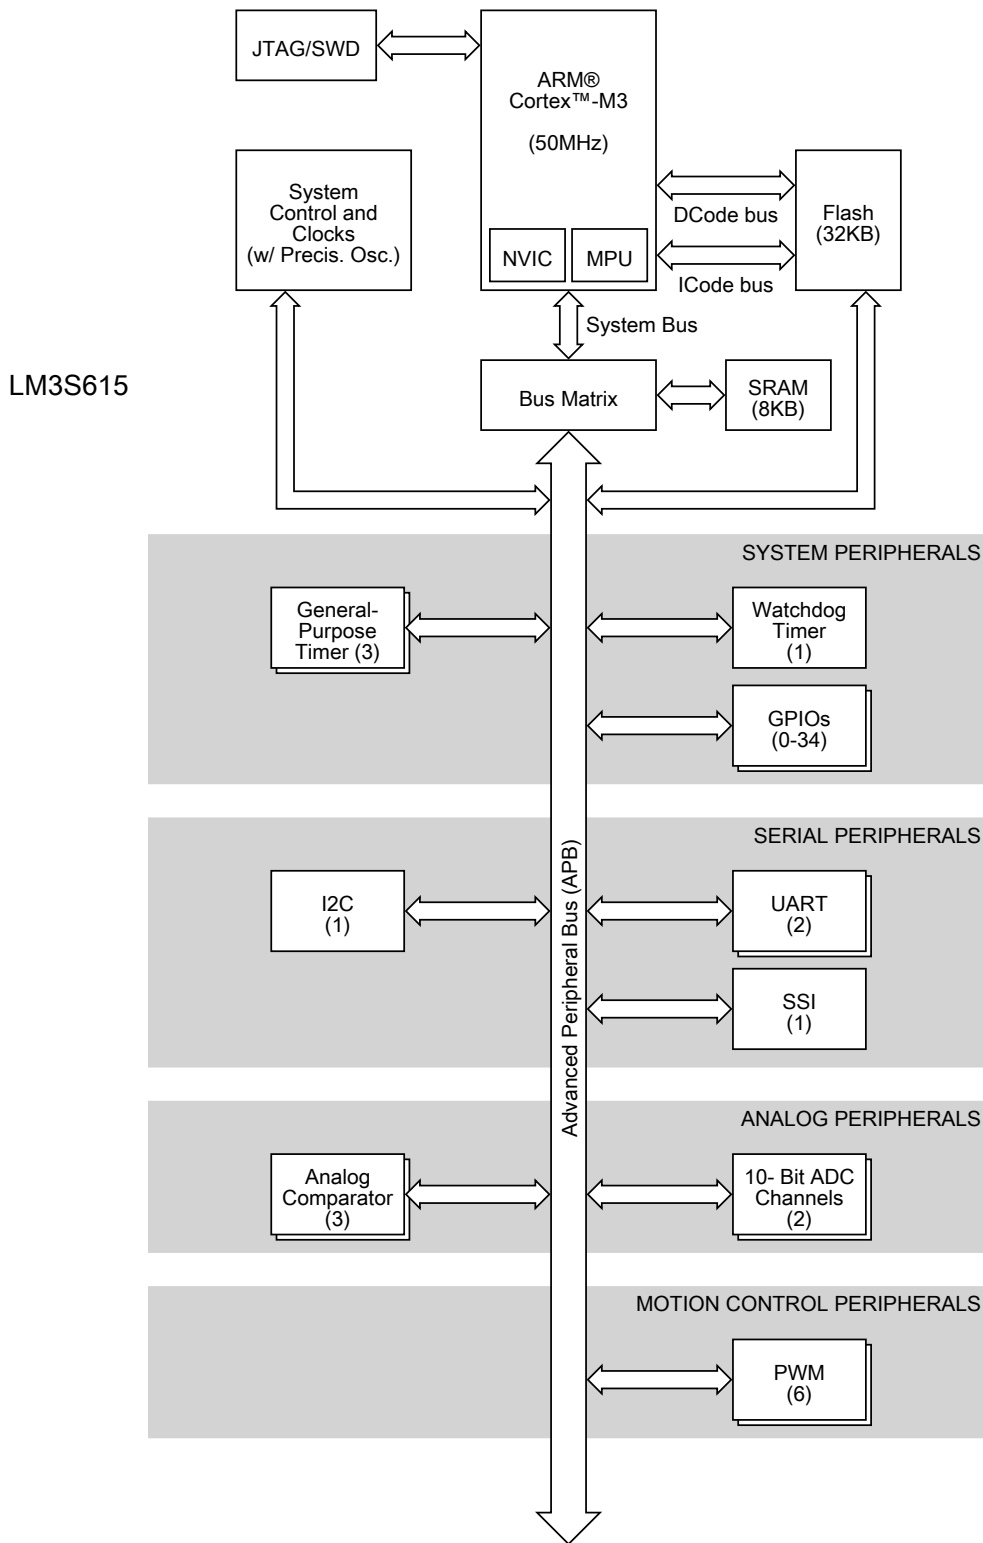 JTAG/SWD
ARM®
Cortex™-M3
(50MHz)
System
Control and
Clocks
(w/ Precis. Osc.)
DCode bus
Flash
(32KB)
NVIC
MPU
ICode bus
System Bus
LM3S615
Bus Matrix
SRAM
(8KB)
SYSTEM PERIPHERALS
General-
Purpose
Timer (3)
Watchdog
Timer
(1)
GPIOs
(0-34)
Advanced Peripheral Bus (APB)
SERIAL PERIPHERALS
I2C
(1)
UART
(2)
SSI
(1)
ANALOG PERIPHERALS
Analog
Comparator
(3)
10- Bit ADC
Channels
(2)
MOTION CONTROL PERIPHERALS
PWM
(6)